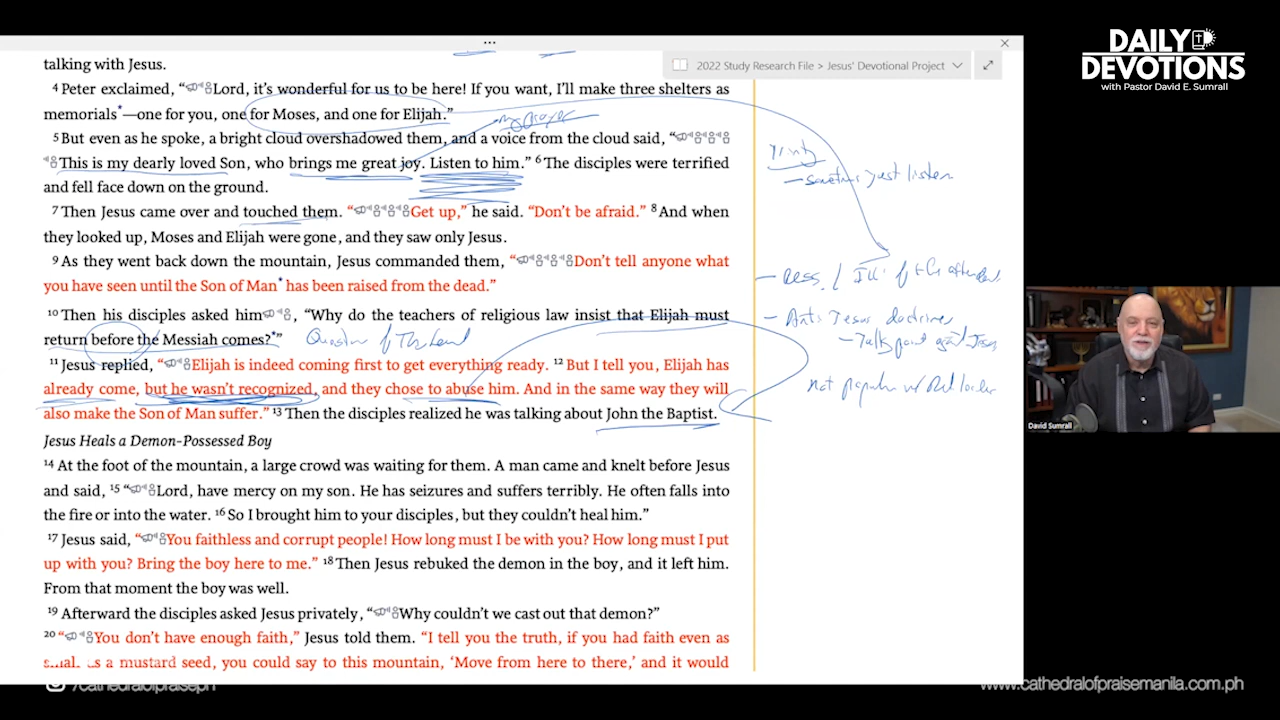 DAILY
DEVOTIONS
with Pastor David E. Sumrall
2022 Study Research File > Jesus' Devotional Project
talking with Jesus.
4 Peter exclaimed, “Lord, it’s wonderful for us to be here! If you want, I’ll make three shelters as
memorials*—one for you, one for Moses, and one for Elijah.”
my prayer
5 But even as he spoke, a bright cloud overshadowed them, and a voice from the cloud said, “
This is my dearly loved Son, who brings me great joy. Listen to him.” 6 The disciples were terrified
and fell face down on the ground.
7 Then Jesus came over and touched them. “Get up,” he said. “Don’t be afraid.” 8 And when
they looked up, Moses and Elijah were gone, and they saw only Jesus.
9 As they went back down the mountain, Jesus commanded them, “Don’t tell anyone what
you have seen until the Son of Man* has been raised from the dead.”
10 Then his disciples asked him, “Why do the teachers of religious law insist that Elijah must
return before the Messiah comes?*”
Question of the
11 Jesus replied, “Elijah is indeed coming first to get everything ready. 12 But I tell you, Elijah has
already come, but he wasn’t recognized, and they chose to abuse him. And in the same way they will
also make the Son of Man suffer.” 13 Then the disciples realized he was talking about John the Baptist.
Jesus Heals a Demon-Possessed Boy
14 At the foot of the mountain, a large crowd was waiting for them. A man came and knelt before Jesus
and said, 15 “Lord, have mercy on my son. He has seizures and suffers terribly. He often falls into
the fire or into the water. 16 So I brought him to your disciples, but they couldn’t heal him.”
17 Jesus said, “You faithless and corrupt people! How long must I be with you? How long must I put
up with you? Bring the boy here to me.” 18 Then Jesus rebuked the demon in the boy, and it left him.
From that moment the boy was well.
19 Afterward the disciples asked Jesus privately, “Why couldn’t we cast out that demon?”
20 “You don’t have enough faith,” Jesus told them. “I tell you the truth, if you had faith even as
small as a mustard seed, you could say to this mountain, ‘Move from here to there,’ and it would
Trinity
- Sometimes just listen
of the
- Anti Jesus doctrines
- Talk point against Jesus
not popular w/
David Sumrall
/cathedralofpraiseph
www.cathedralofpraisemanila.com.ph